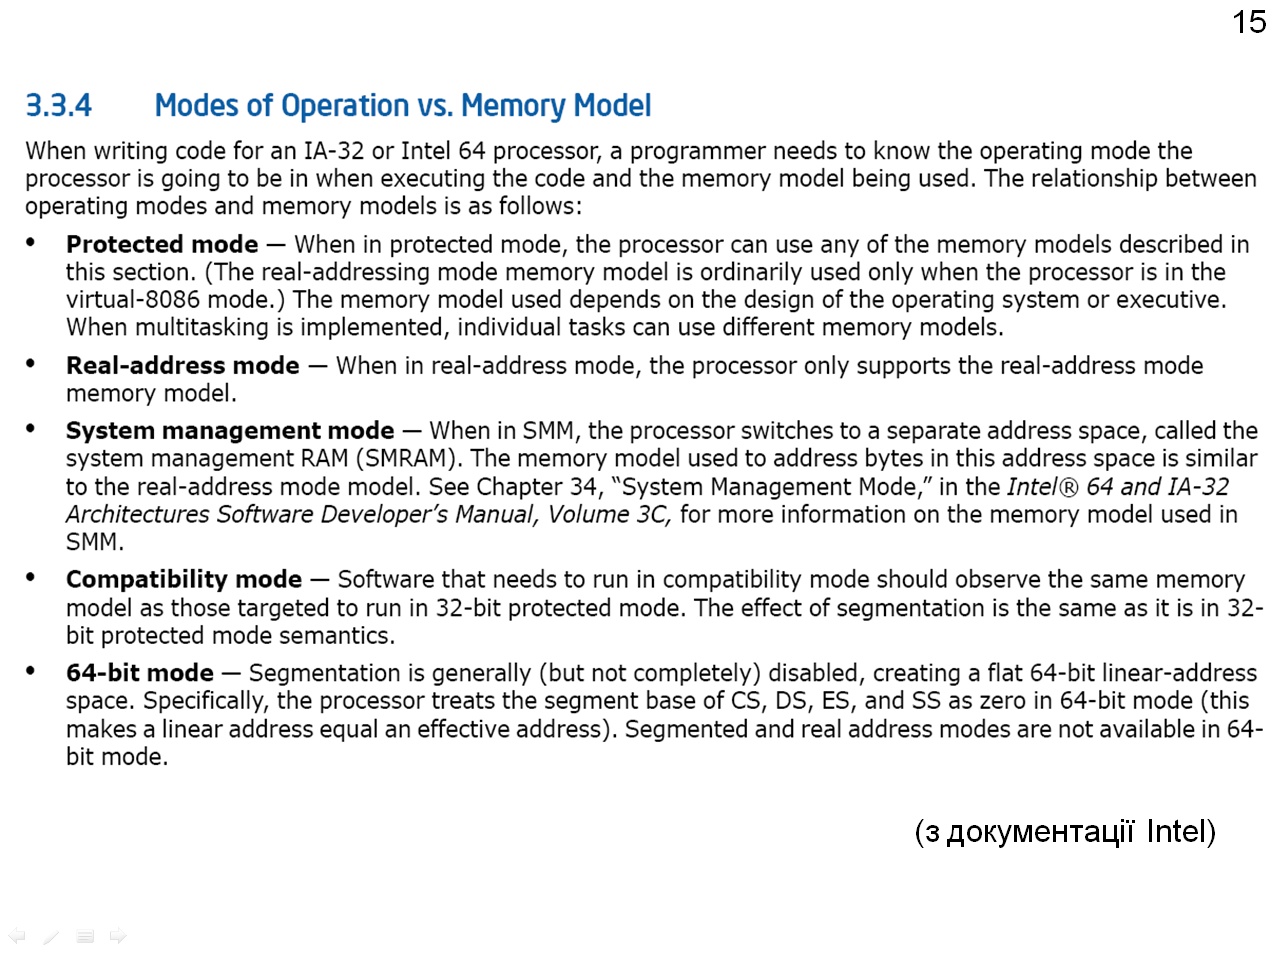 15
3.3.4 Modes of Operation vs. Memory Model
When writing code for an IA-32 or Intel 64 processor, a programmer needs to know the operating mode the
processor is going to be in when executing the code and the memory model being used. The relationship between
operating modes and memory models is as follows:
• Protected mode — When in protected mode, the processor can use any of the memory models described in
this section. (The real-addressing mode memory model is ordinarily used only when the processor is in the
virtual-8086 mode.) The memory model used depends on the design of the operating system or executive.
When multitasking is implemented, individual tasks can use different memory models.
• Real-address mode — When in real-address mode, the processor only supports the real-address mode
memory model.
• System management mode — When in SMM, the processor switches to a separate address space, called the
system management RAM (SMRAM). The memory model used to address bytes in this address space is similar
to the real-address mode model. See Chapter 34, “System Management Mode,” in the Intel® 64 and IA-32
Architectures Software Developer’s Manual, Volume 3C, for more information on the memory model used in
SMM.
• Compatibility mode — Software that needs to run in compatibility mode should observe the same memory
model as those targeted to run in 32-bit protected mode. The effect of segmentation is the same as it is in 32-
bit protected mode semantics.
• 64-bit mode — Segmentation is generally (but not completely) disabled, creating a flat 64-bit linear-address
space. Specifically, the processor treats the segment base of CS, DS, ES, and SS as zero in 64-bit mode (this
makes a linear address equal an effective address). Segmented and real address modes are not available in 64-
bit mode.
(з документації Intel)